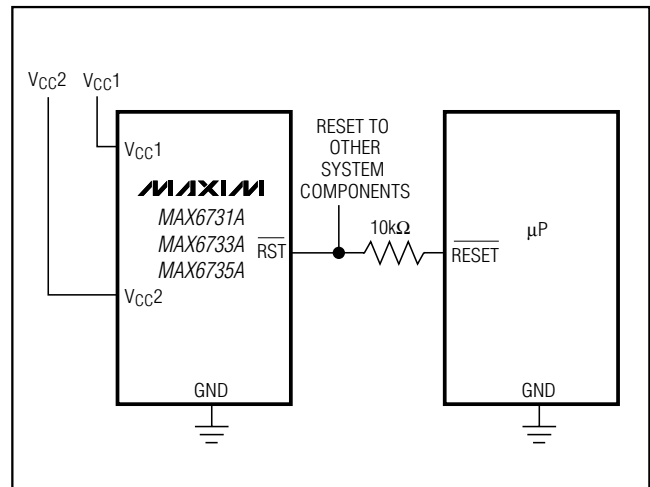 VCC2 VCC1
VCC1
MAXIM
MAX6731A
MAX6733A
MAX6735A
RST
VCC2
GND
RESET TO
OTHER
SYSTEM
COMPONENTS
10kΩ
RESET
μP
GND